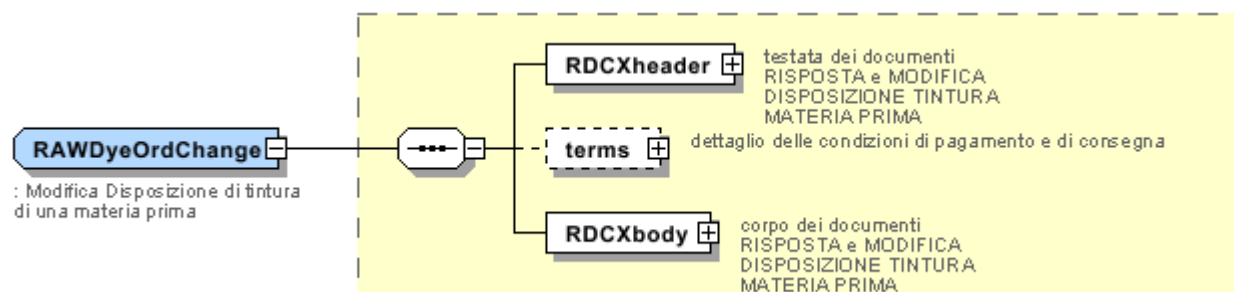 RDCXheader
testata dei documenti
RISPOSTA e MODIFICA
DISPOSIZIONE TINTURA
MATERIA PRIMA
RAWDyeOrdChange
: Modifica Disposizione di tintura
di una materia prima
terms
dettaglio delle condizioni di pagamento e di consegna
RDCXbody
corpo dei documenti
RISPOSTA e MODIFICA
DISPOSIZIONE TINTURA
MATERIA PRIMA